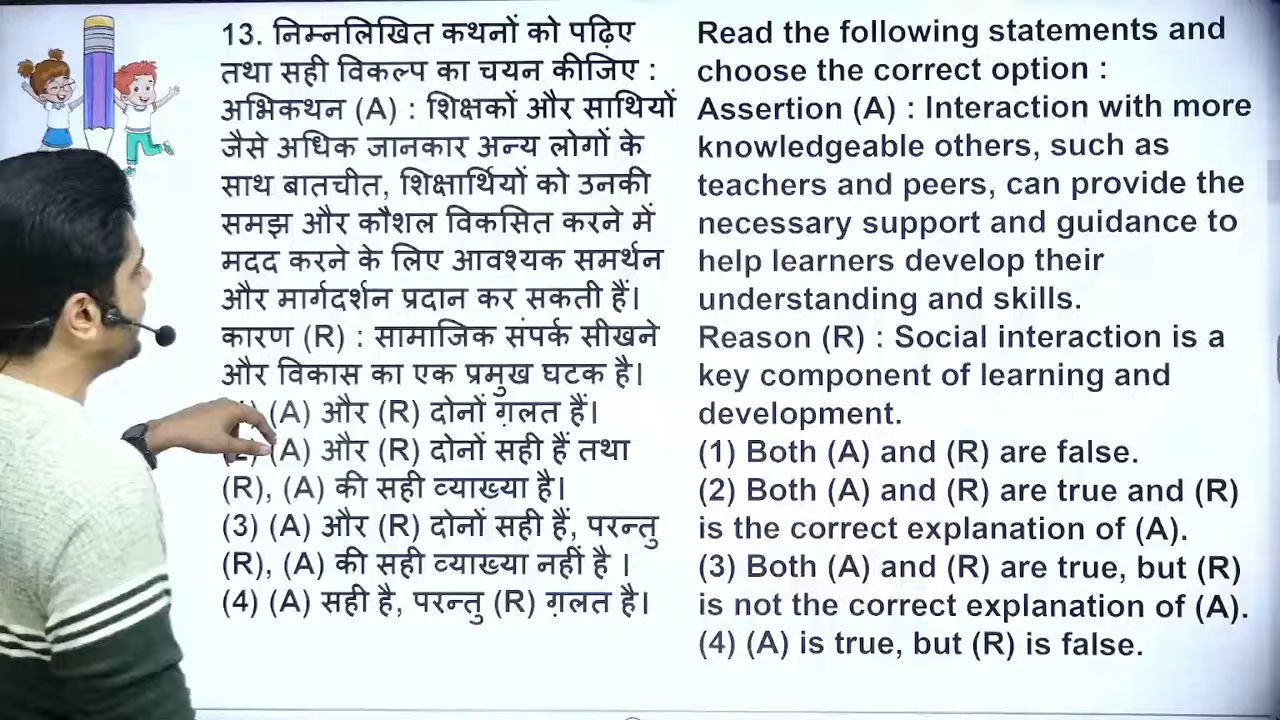 13. निम्नलिखित कथनों को पढ़िए
तथा सही विकल्प का चयन कीजिए :
अभिकथन (A) : शिक्षकों और साथियों
जैसे अधिक जानकार अन्य लोगों के
साथ बातचीत, शिक्षार्थियों को उनकी
समझ और कौशल विकसित करने में
मदद करने के लिए आवश्यक समर्थन
और मार्गदर्शन प्रदान कर सकती हैं।
कारण (R) : सामाजिक संपर्क सीखने
और विकास का एक प्रमुख घटक है।
(A) और (R) दोनों ग़लत हैं।
(A) और (R) दोनों सही हैं तथा
(R), (A) की सही व्याख्या है।
(3) (A) और (R) दोनों सही हैं, परन्तु
(R), (A) की सही व्याख्या नहीं है ।
(4) (A) सही है, परन्तु (R) ग़लत है।
Read the following statements and
choose the correct option :
Assertion (A) : Interaction with more
knowledgeable others, such as
teachers and peers, can provide the
necessary support and guidance to
help learners develop their
understanding and skills.
Reason (R) : Social interaction is a
key component of learning and
development.
(1) Both (A) and (R) are false.
(2) Both (A) and (R) are true and (R)
is the correct explanation of (A).
(3) Both (A) and (R) are true, but (R)
is not the correct explanation of (A).
(4) (A) is true, but (R) is false.